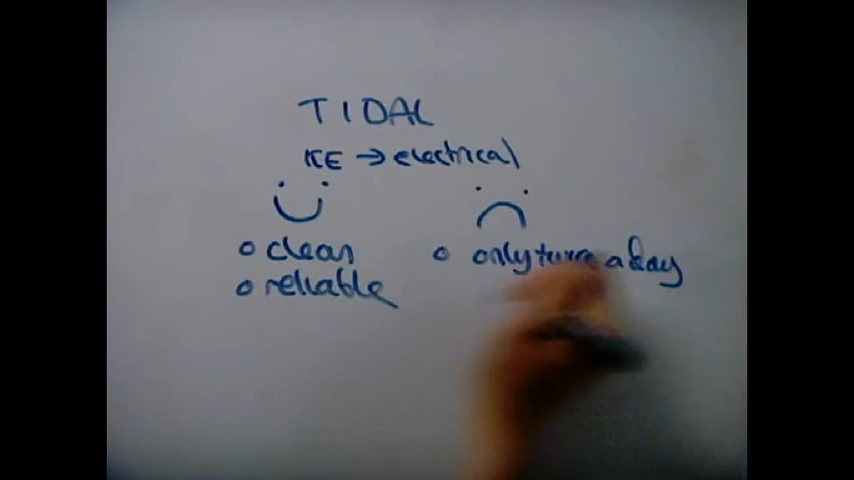 TIDAL
KE → electrical
clean
reliable
only twice a day